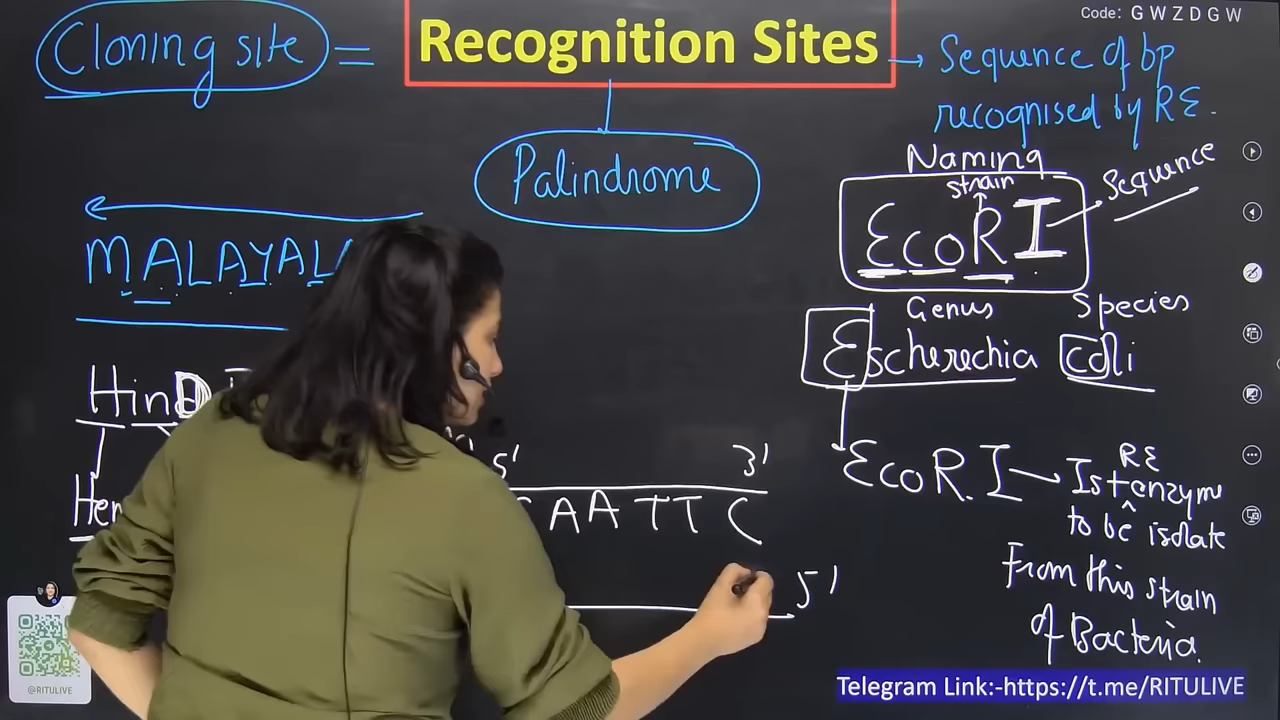 Code: G W Z D G W
Cloning site =
Recognition Sites
→ Sequence of bp
recognised by RE.
Palindrome
Naming
strain
EcoRI
Sequence
MALAYAL
Genus Species
Escherechia coli
HinD
5' 3'
AATTC
5'
EcoR.I → RE
Ist enzyme
to be isolate
From this strain
of Bacteria.
@RITULIVE
Telegram Link:-https://t.me/RITULIVE